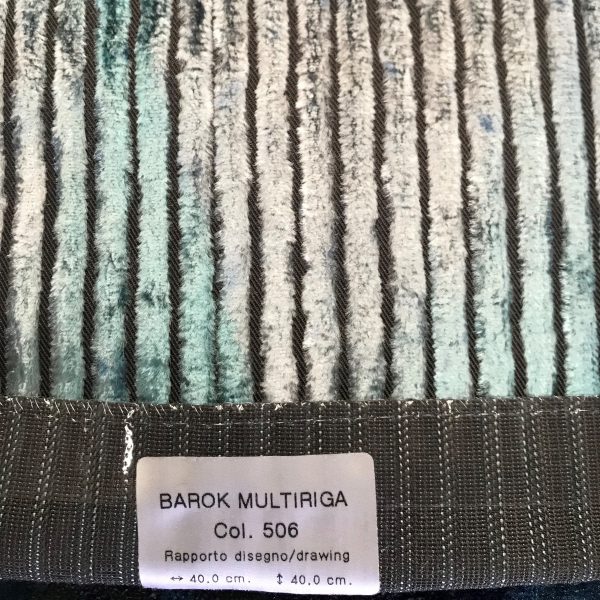 BAROK MULTIRIGA
Col. 506
Rapporto disegno/drawing
↔ 40,0 cm. ↕ 40,0 cm.